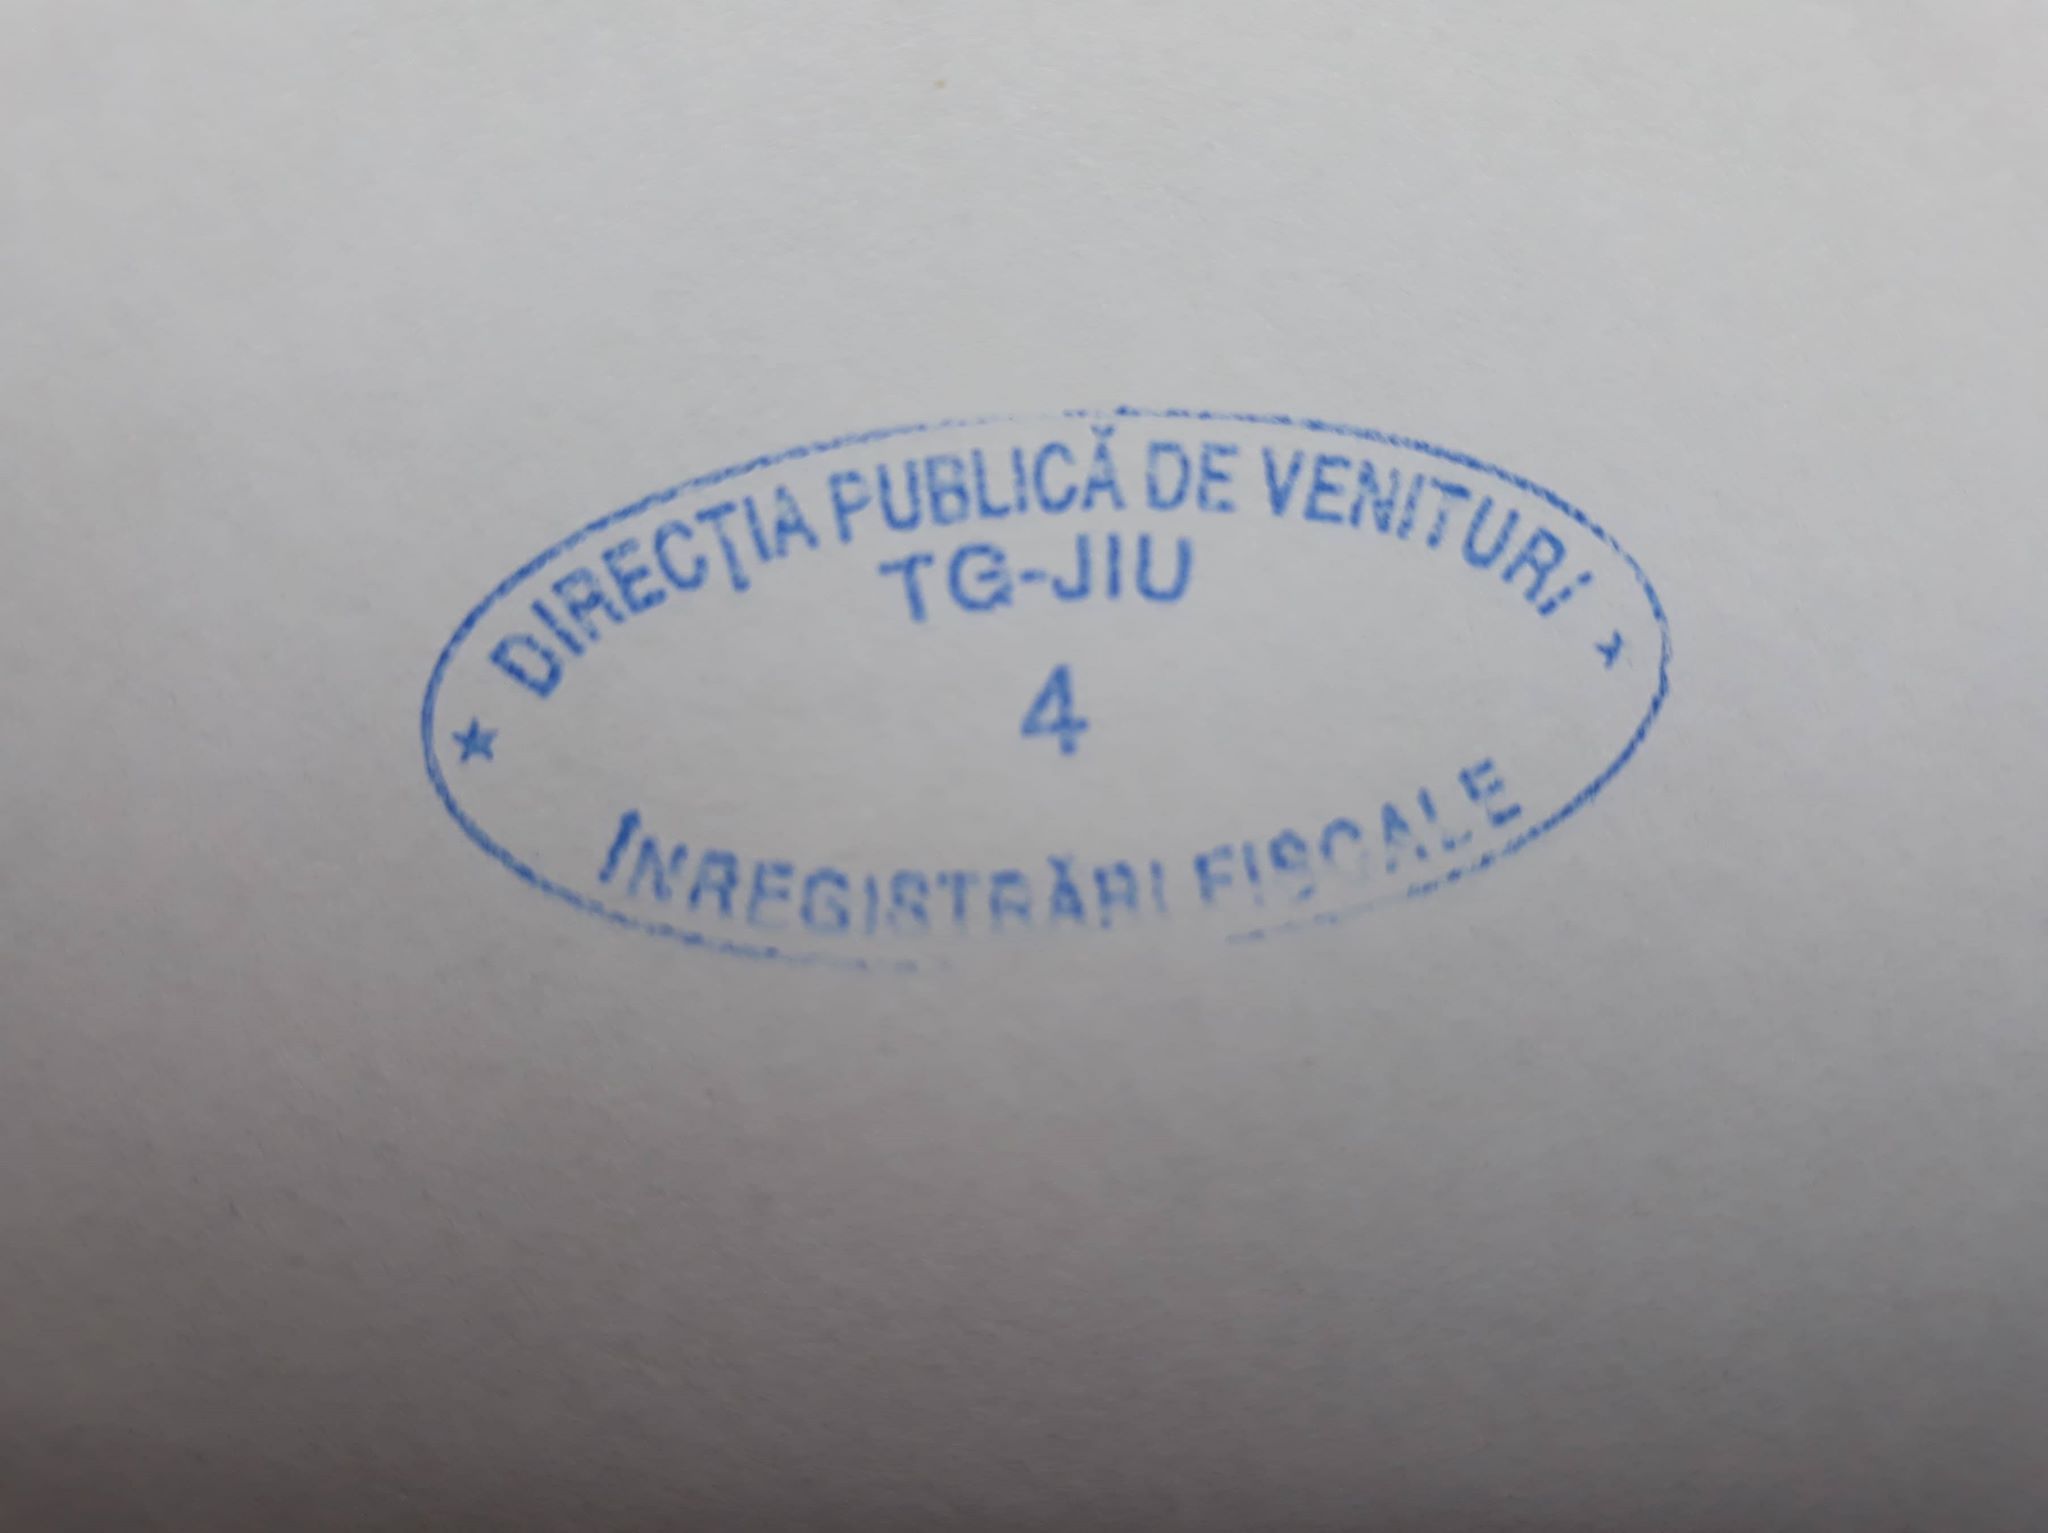 DIRECȚIA PUBLICĂ DE VENITURI
TG-JIU
4
ÎNREGISTRĂRI FISCALE